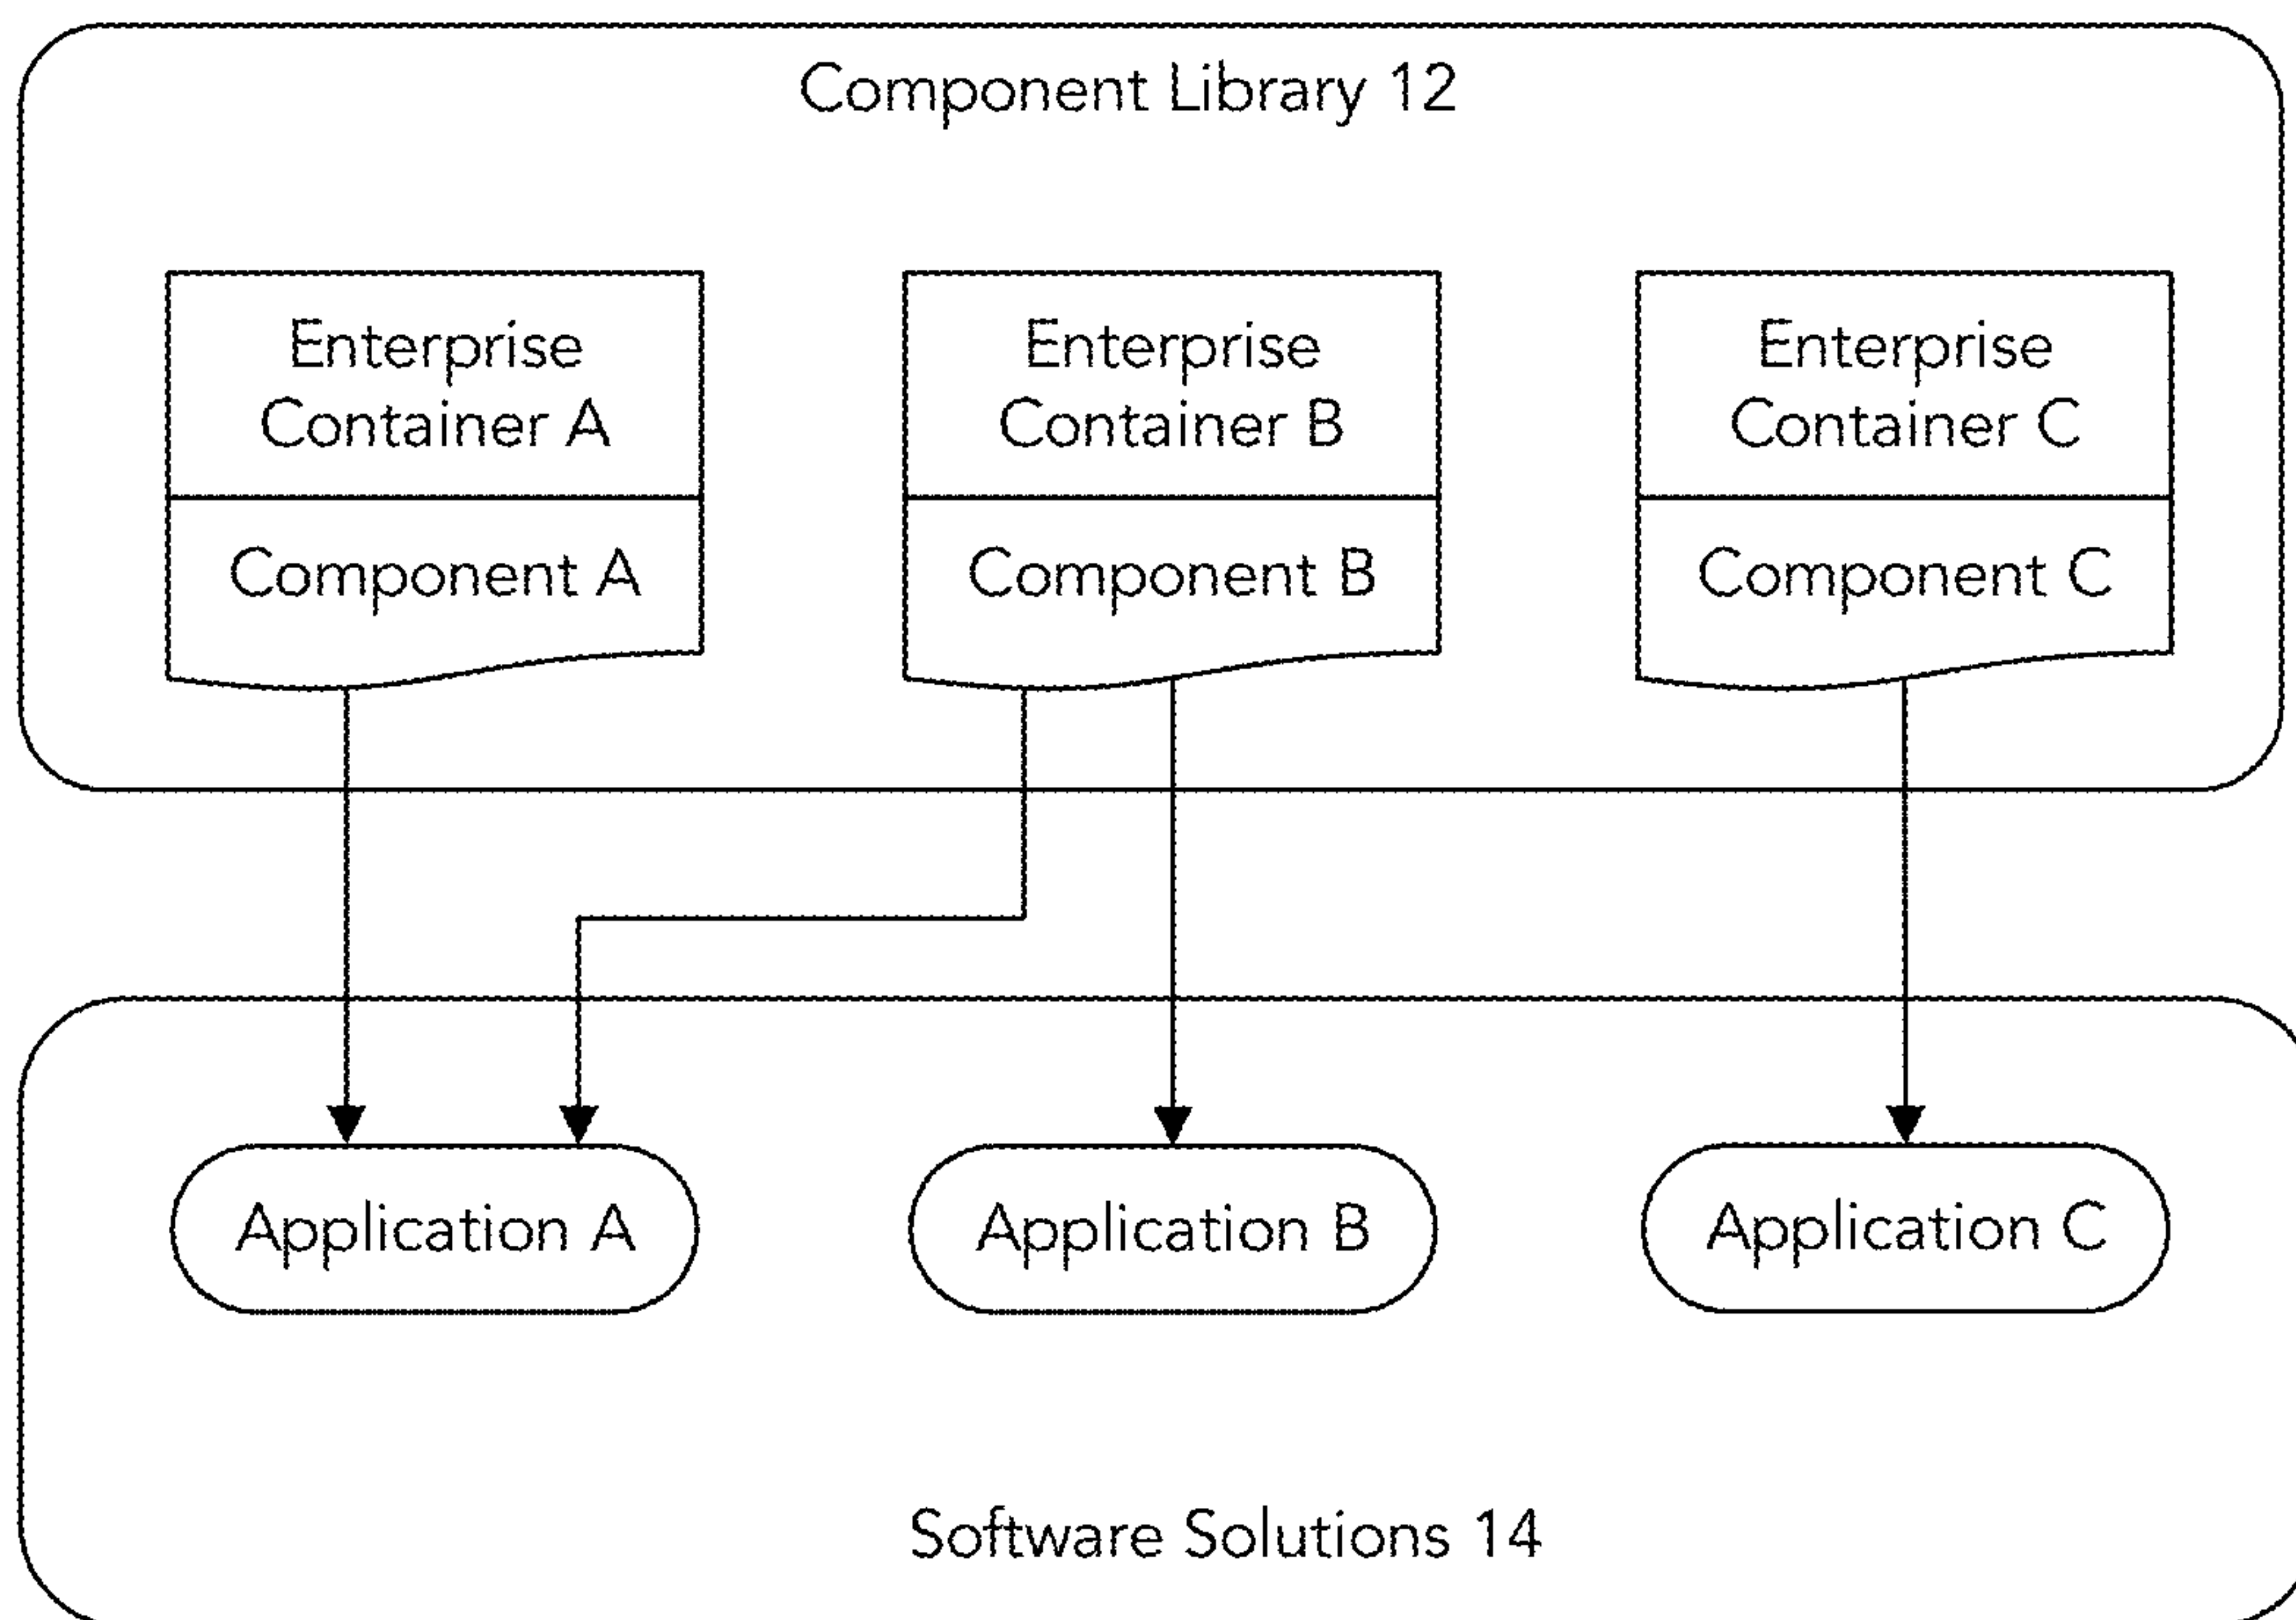 Component Library 12
Enterprise
Container A
Component A
Enterprise
Container B
Component B
Enterprise
Container C
Component C
Application A
Application B
Application C
Software Solutions 14